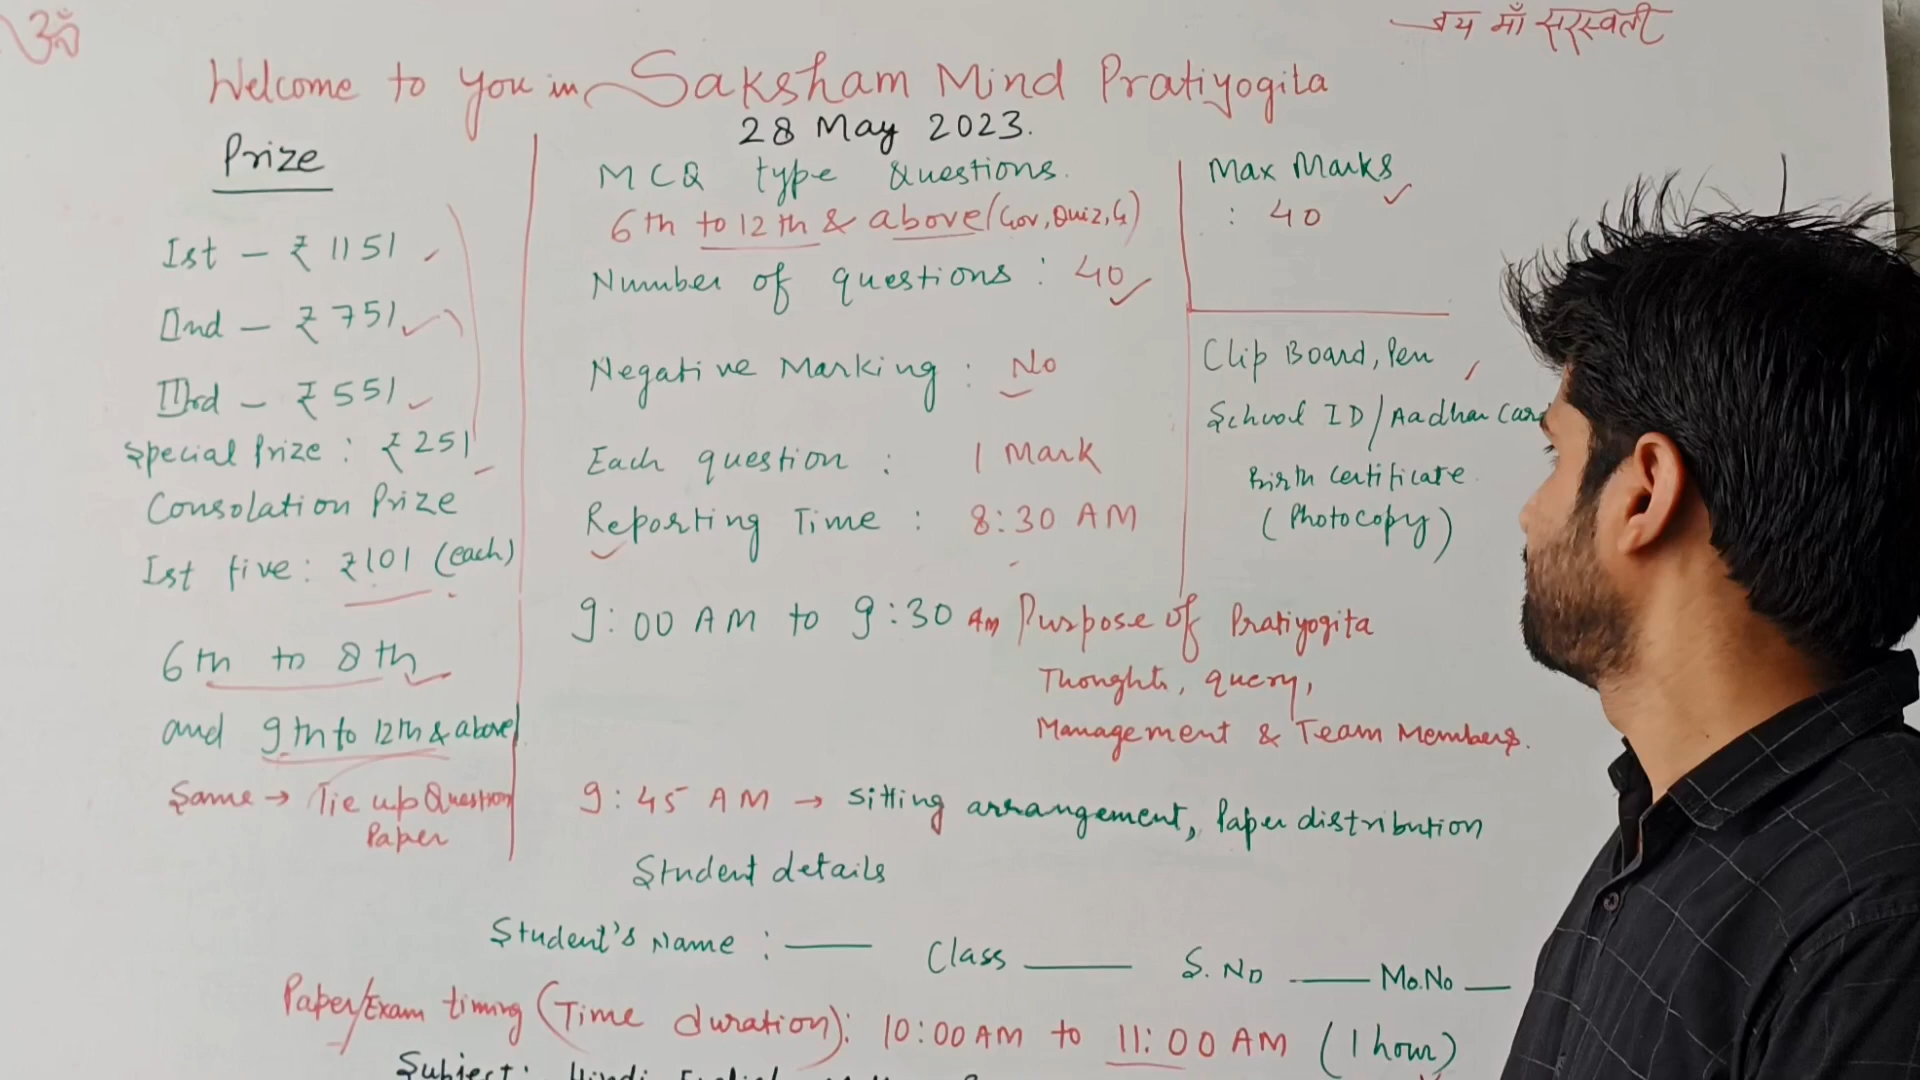 ॐ
जय माँ सरस्वती
Welcome to you in Saksham Mind Pratiyogita
28 May 2023.
Prize
Ist - ₹ 1151
IInd - ₹ 751
IIIrd - ₹ 551
Special Prize : ₹ 251
Consolation Prize
Ist five : ₹101 (each)
6th to 8th
and 9th to 12th & above
Same → Tie up Question
Paper
MCQ type Questions.
6th to 12th & above (Gov, Quiz, G)
Number of questions : 40
Negative Marking : No
Each question : 1 Mark
Reporting Time : 8:30 AM
Max Marks
: 40
Clip Board, Pen
School ID / Aadhar Card
Birth Certificate
(Photocopy)
9:00 AM to 9:30 AM Purpose of Pratiyogita
Thoughts, query,
Management & Team Members.
9:45 AM → Sitting arrangement, Paper distribution
Student details
Student's Name : Class S. No Mo.No
Paper/Exam timing (Time duration): 10:00 AM to 11:00 AM (1 hour)
Subject: Hindi, English